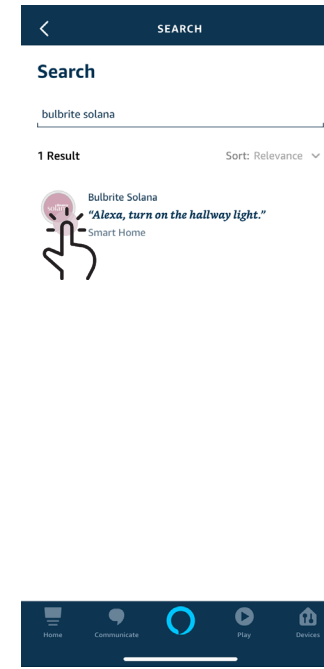 SEARCH
Search
bulbrite solana
1 Result
Sort: Relevance
Bulbrite Solana
“Alexa, turn on the hallway light.”
Smart Home
Home
Communicate
Play
Devices